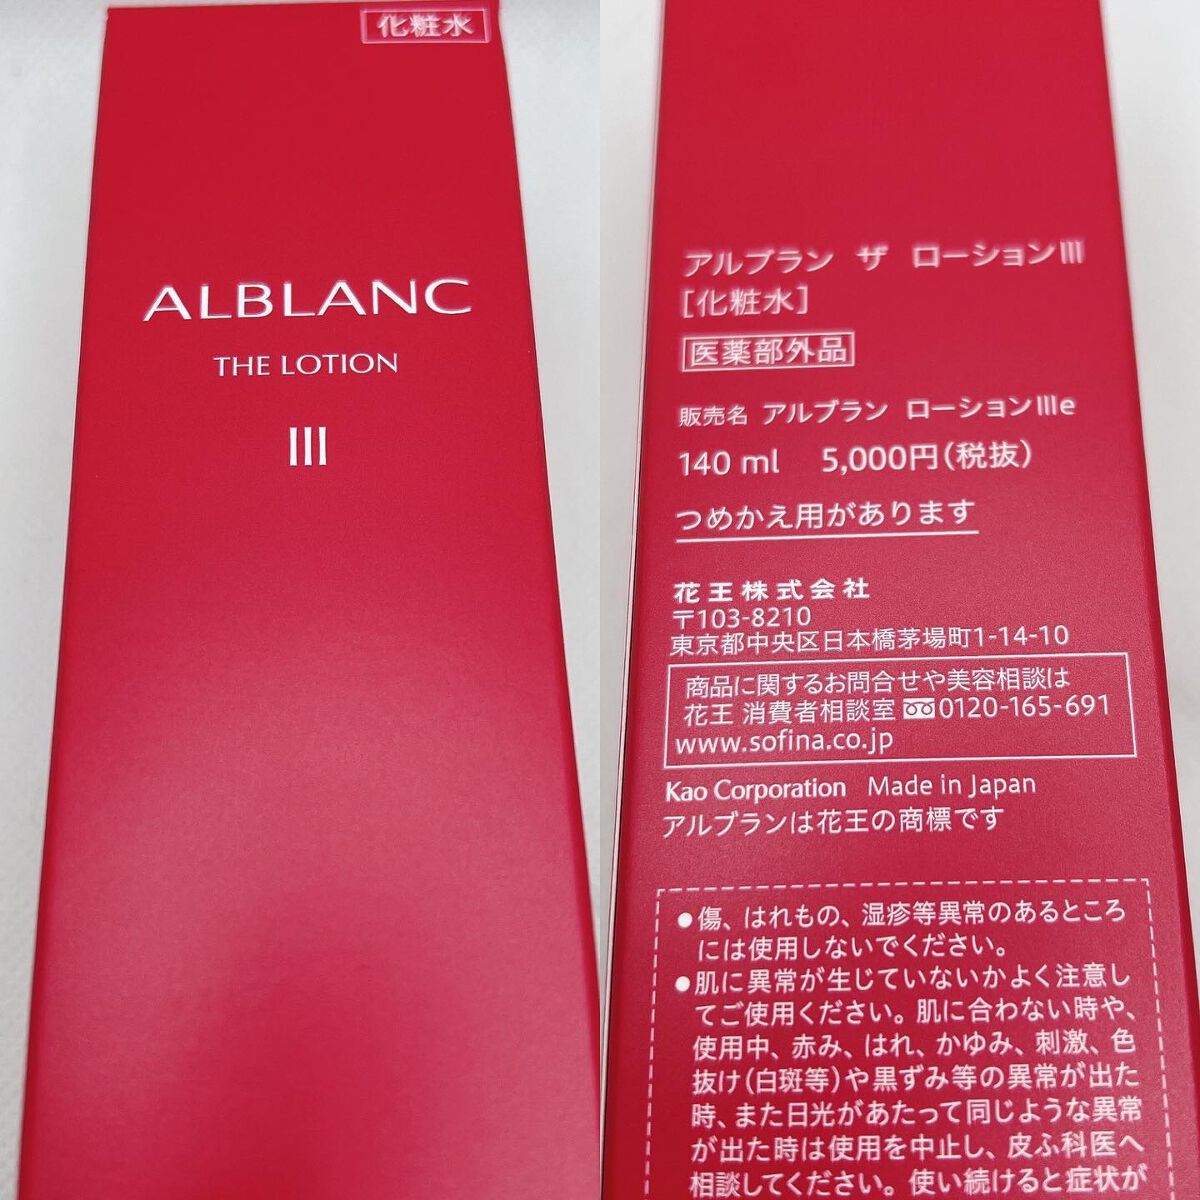 化粧水
ALBLANC
THE LOTION
III
アルブラン ザ ローションIII
[化粧水]
医薬部外品
販売名 アルブラン ローションIIIe
140 ml 5,000円(税抜)
つめかえ用があります
花王株式会社
〒103-8210
東京都中央区日本橋茅場町1-14-10
商品に関するお問合せや美容相談は
花王 消費者相談室 0120-165-691
www.sofina.co.jp
Kao Corporation Made in Japan
アルブランは花王の商標です
●傷、はれもの、湿疹等異常のあるところ
には使用しないでください。
●肌に異常が生じていないかよく注意し
てご使用ください。肌に合わない時や、
使用中、赤み、はれ、かゆみ、刺激、色
抜け(白斑等)や黒ずみ等の異常が出た
時、また日光があたって同じような異常
が出た時は使用を中止し、皮ふ科医へ
相談してください。使い続けると症状が